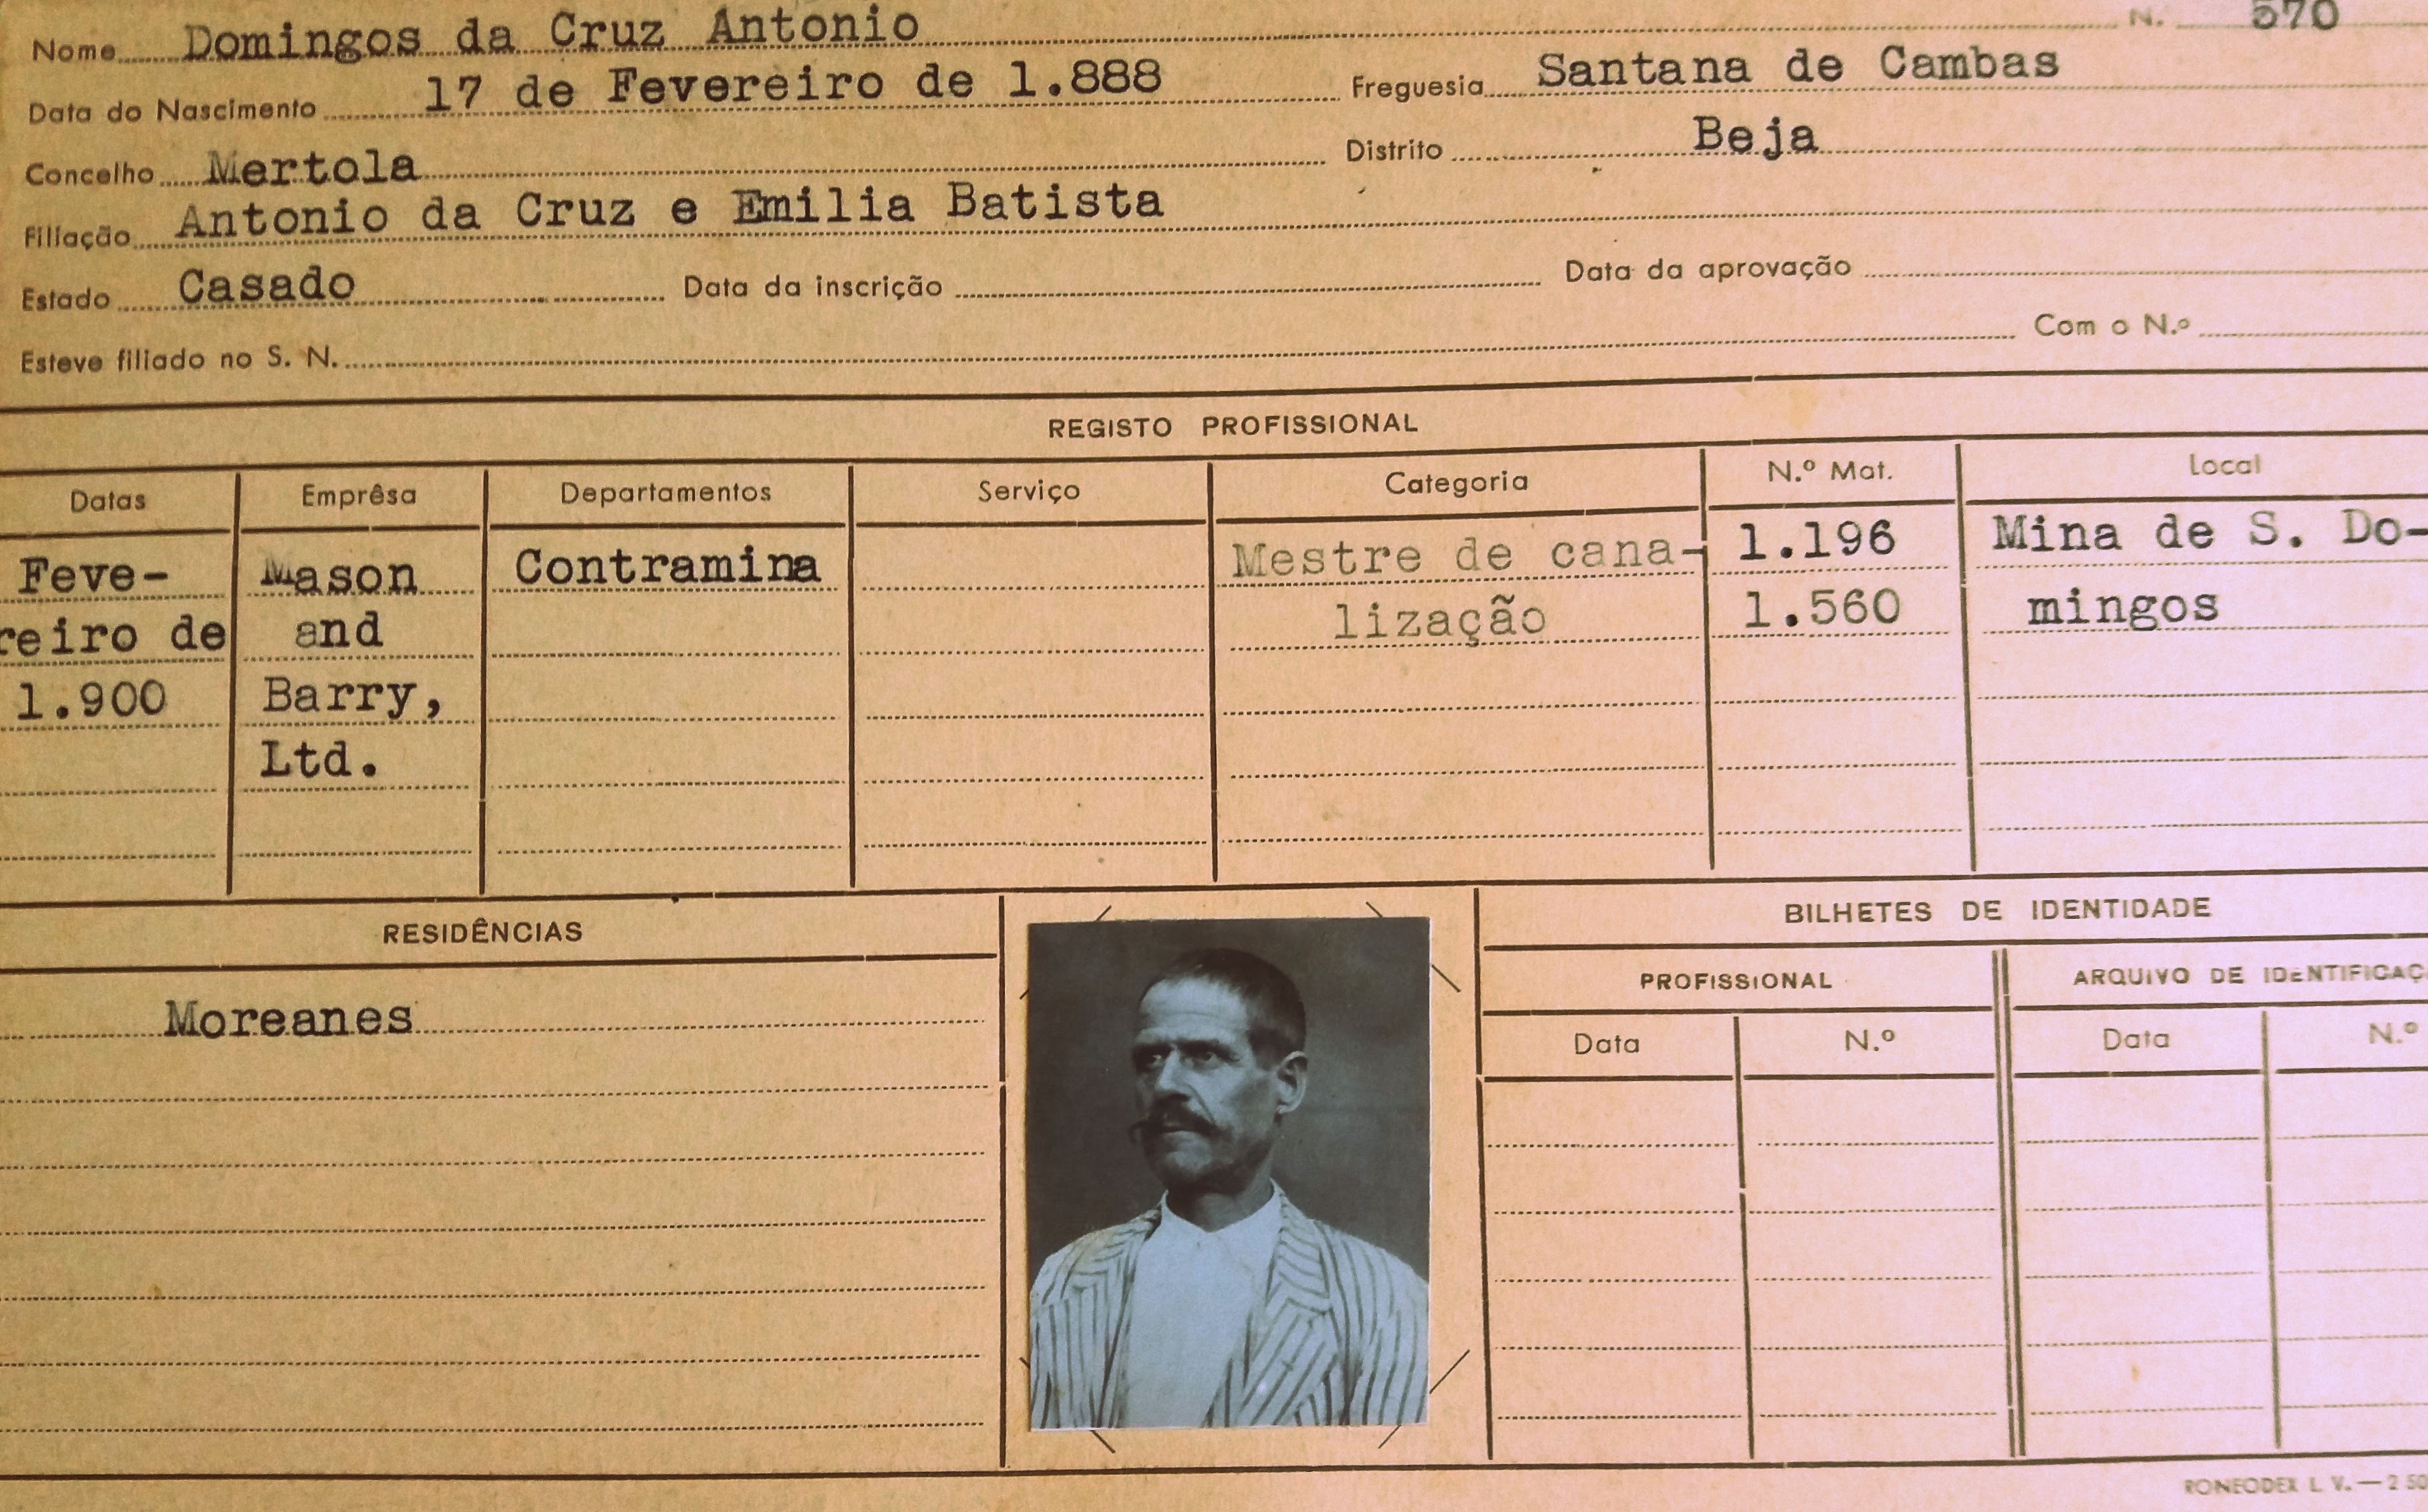 Nome Domingos da Cruz Antonio N. 570
Data do Nascimento 17 de Fevereiro de 1.888 Freguesia Santana de Cambas
Concelho Mertola Distrito Beja
Filiação Antonio da Cruz e Emilia Batista
Estado Casado Data da inscrição Data da aprovação
Esteve filiado no S. N. Com o N.º
REGISTO PROFISSIONAL
Datas Emprêsa Departamentos Serviço Categoria N.º Mat. Local
Feve- Mason Contramina Mestre de cana- 1.196 Mina de S. Do-
reiro de and lização 1.560 mingos
1.900 Barry,
Ltd.
RESIDÊNCIAS BILHETES DE IDENTIDADE
PROFISSIONAL ARQUIVO DE IDENTIFICAÇ
Moreanes Data N.º Data N.º
RONEODEX L. V. — 2 50